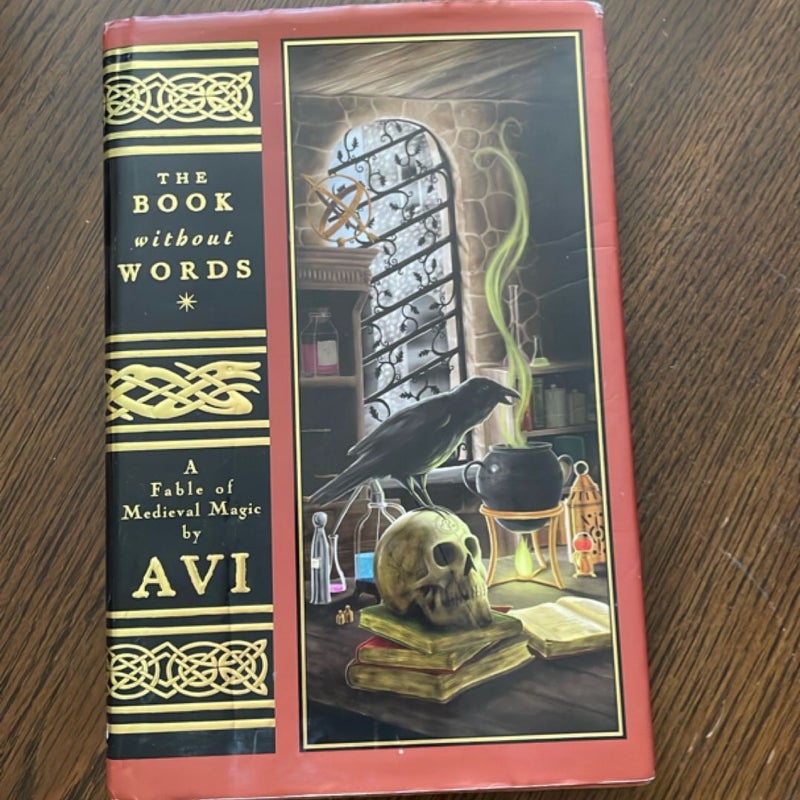 THE
BOOK
without
WORDS
A
Fable of
Medieval Magic
by
AVI